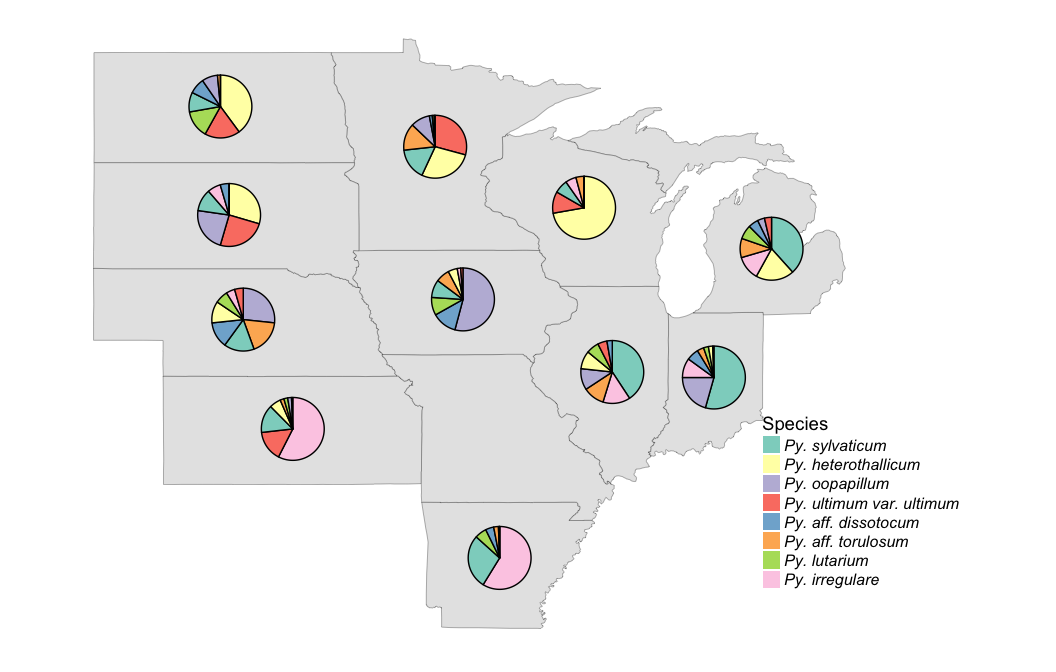 Species
Py. sylvaticum
Py. heterothallicum
Py. oopapillum
Py. ultimum var. ultimum
Py. aff. dissotocum
Py. aff. torulosum
Py. lutarium
Py. irregulare